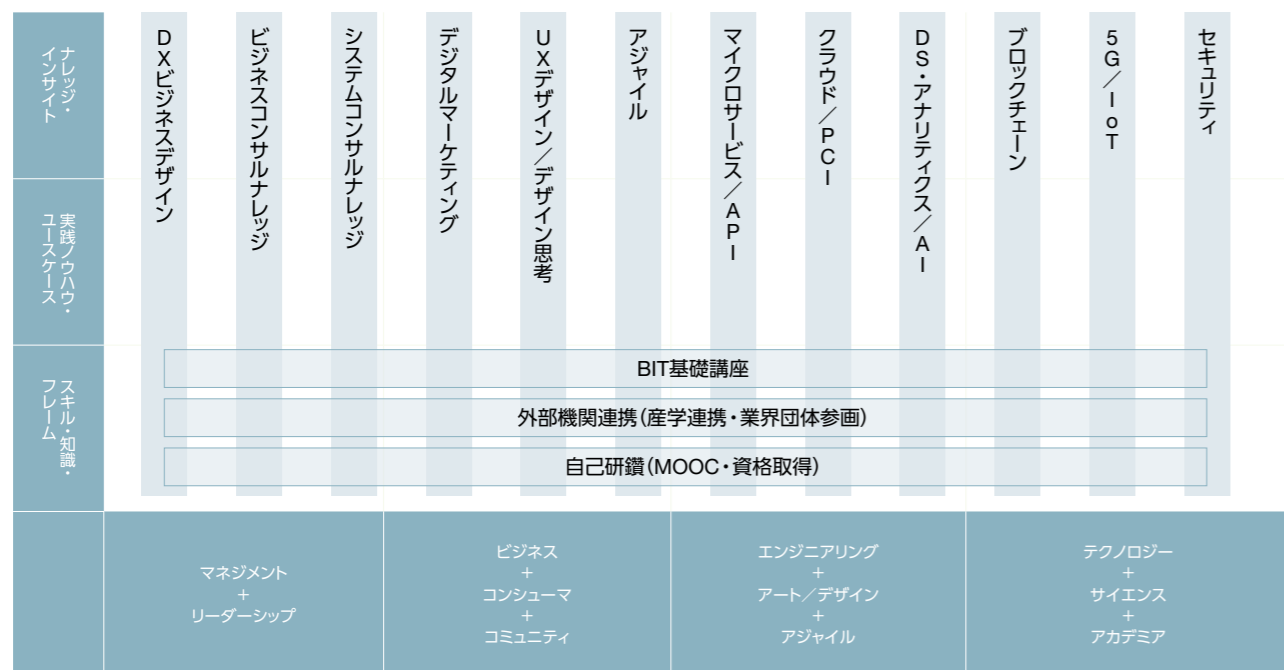 ナレッジ・
インサイト
DXビジネスデザイン
ビジネスコンサルナレッジ
システムコンサルナレッジ
デジタルマーケティング
UXデザイン／デザイン思考
アジャイル
マイクロサービス／API
クラウド／PCI
DS・アナリティクス／AI
ブロックチェーン
5G／IoT
セキュリティ
実践ノウハウ・
ユースケース
スキル・知識・
フレーム
BIT基礎講座
外部機関連携（産学連携・業界団体参画）
自己研鑽（MOOC・資格取得）
マネジメント
+
リーダーシップ
ビジネス
+
コンシューマ
+
コミュニティ
エンジニアリング
+
アート／デザイン
+
アジャイル
テクノロジー
+
サイエンス
+
アカデミア